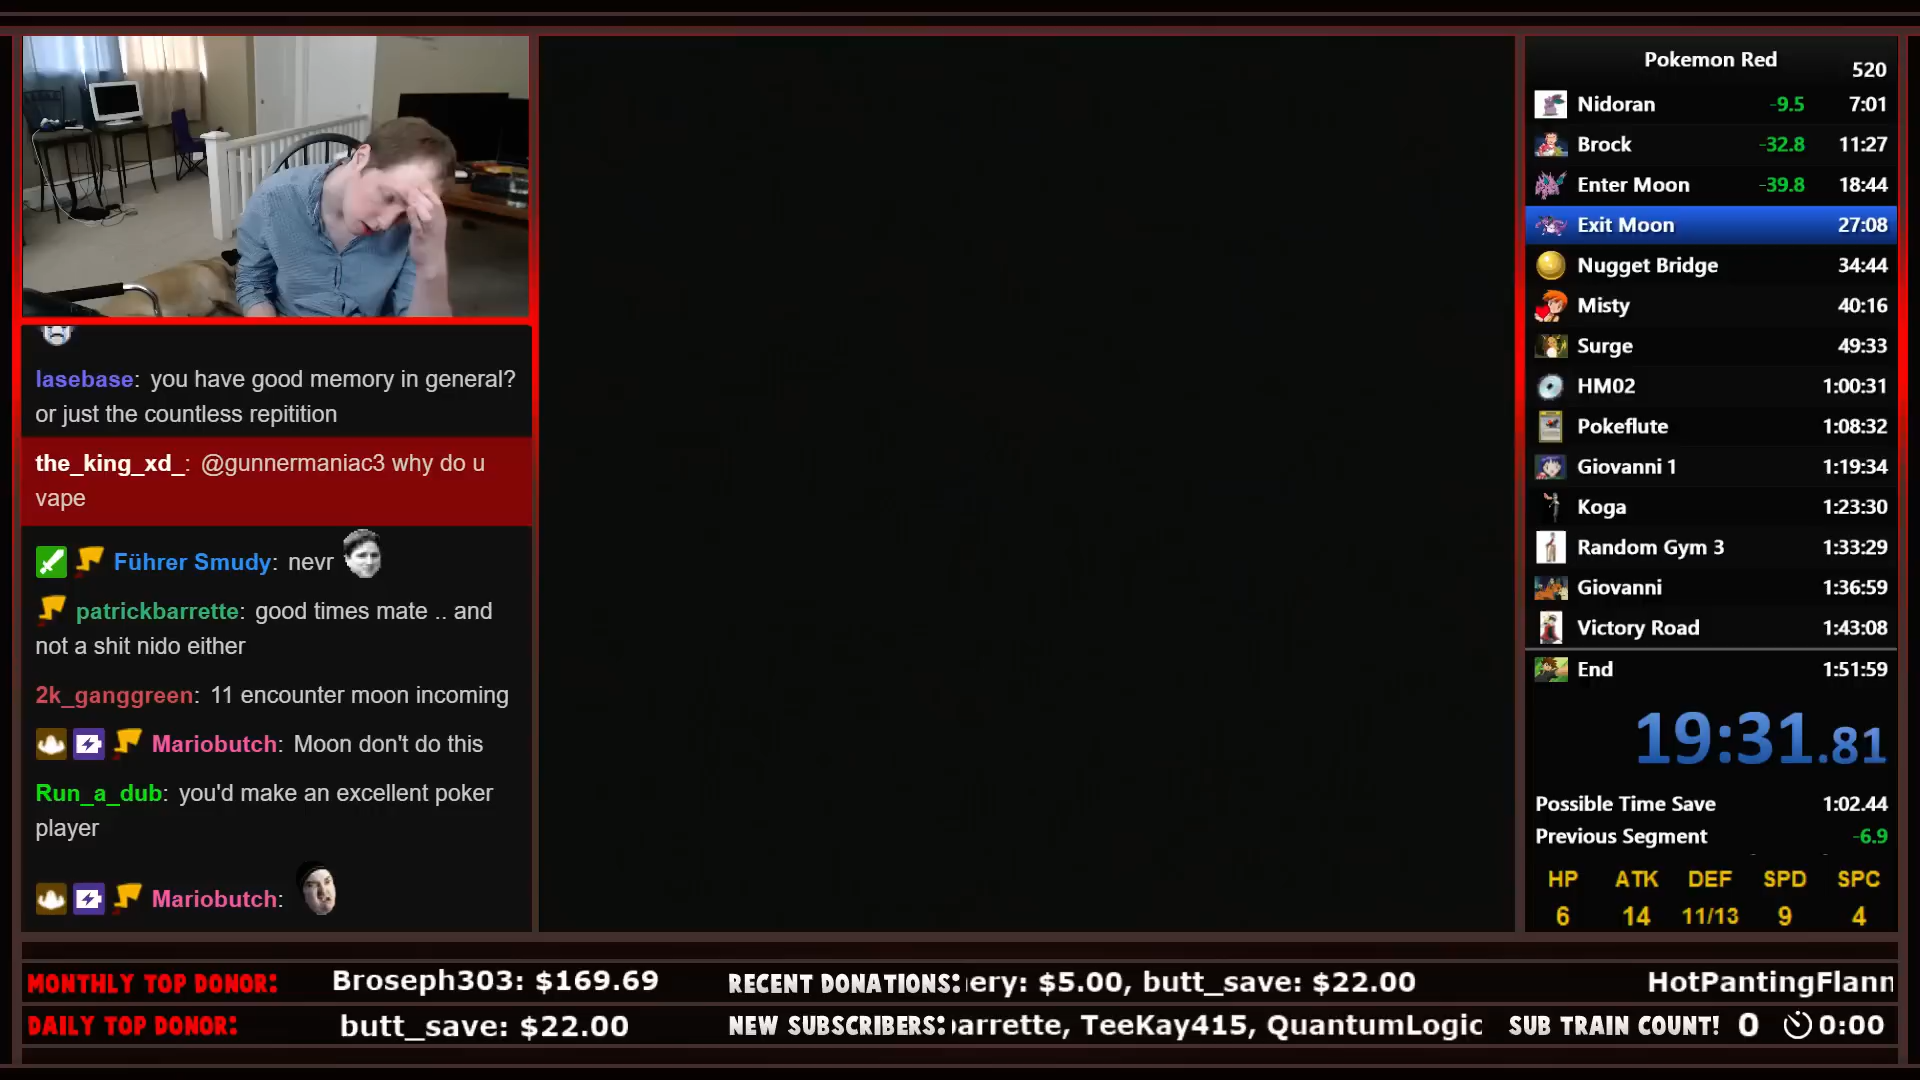 lasebase: you have good memory in general?
or just the countless repitition
the_king_xd_: @gunnermaniac3 why do u
vape
Führer Smudy: nevr
patrickbarrette: good times mate .. and
not a shit nido either
2k_ganggreen: 11 encounter moon incoming
Mariobutch: Moon don't do this
Run_a_dub: you'd make an excellent poker
player
Mariobutch:
Pokemon Red
520
Nidoran -9.5 7:01
Brock -32.8 11:27
Enter Moon -39.8 18:44
Exit Moon 27:08
Nugget Bridge 34:44
Misty 40:16
Surge 49:33
HM02 1:00:31
Pokeflute 1:08:32
Giovanni 1 1:19:34
Koga 1:23:30
Random Gym 3 1:33:29
Giovanni 1:36:59
Victory Road 1:43:08
End 1:51:59
19:31.81
Possible Time Save 1:02.44
Previous Segment -6.9
HP ATK DEF SPD SPC
6 14 11/13 9 4
MONTHLY TOP DONOR: Broseph303: $169.69 RECENT DONATIONS: ery: $5.00, butt_save: $22.00 HotPantingFlann
DAILY TOP DONOR: butt_save: $22.00 NEW SUBSCRIBERS: arrette, TeeKay415, QuantumLogic SUB TRAIN COUNT! 0 0:00